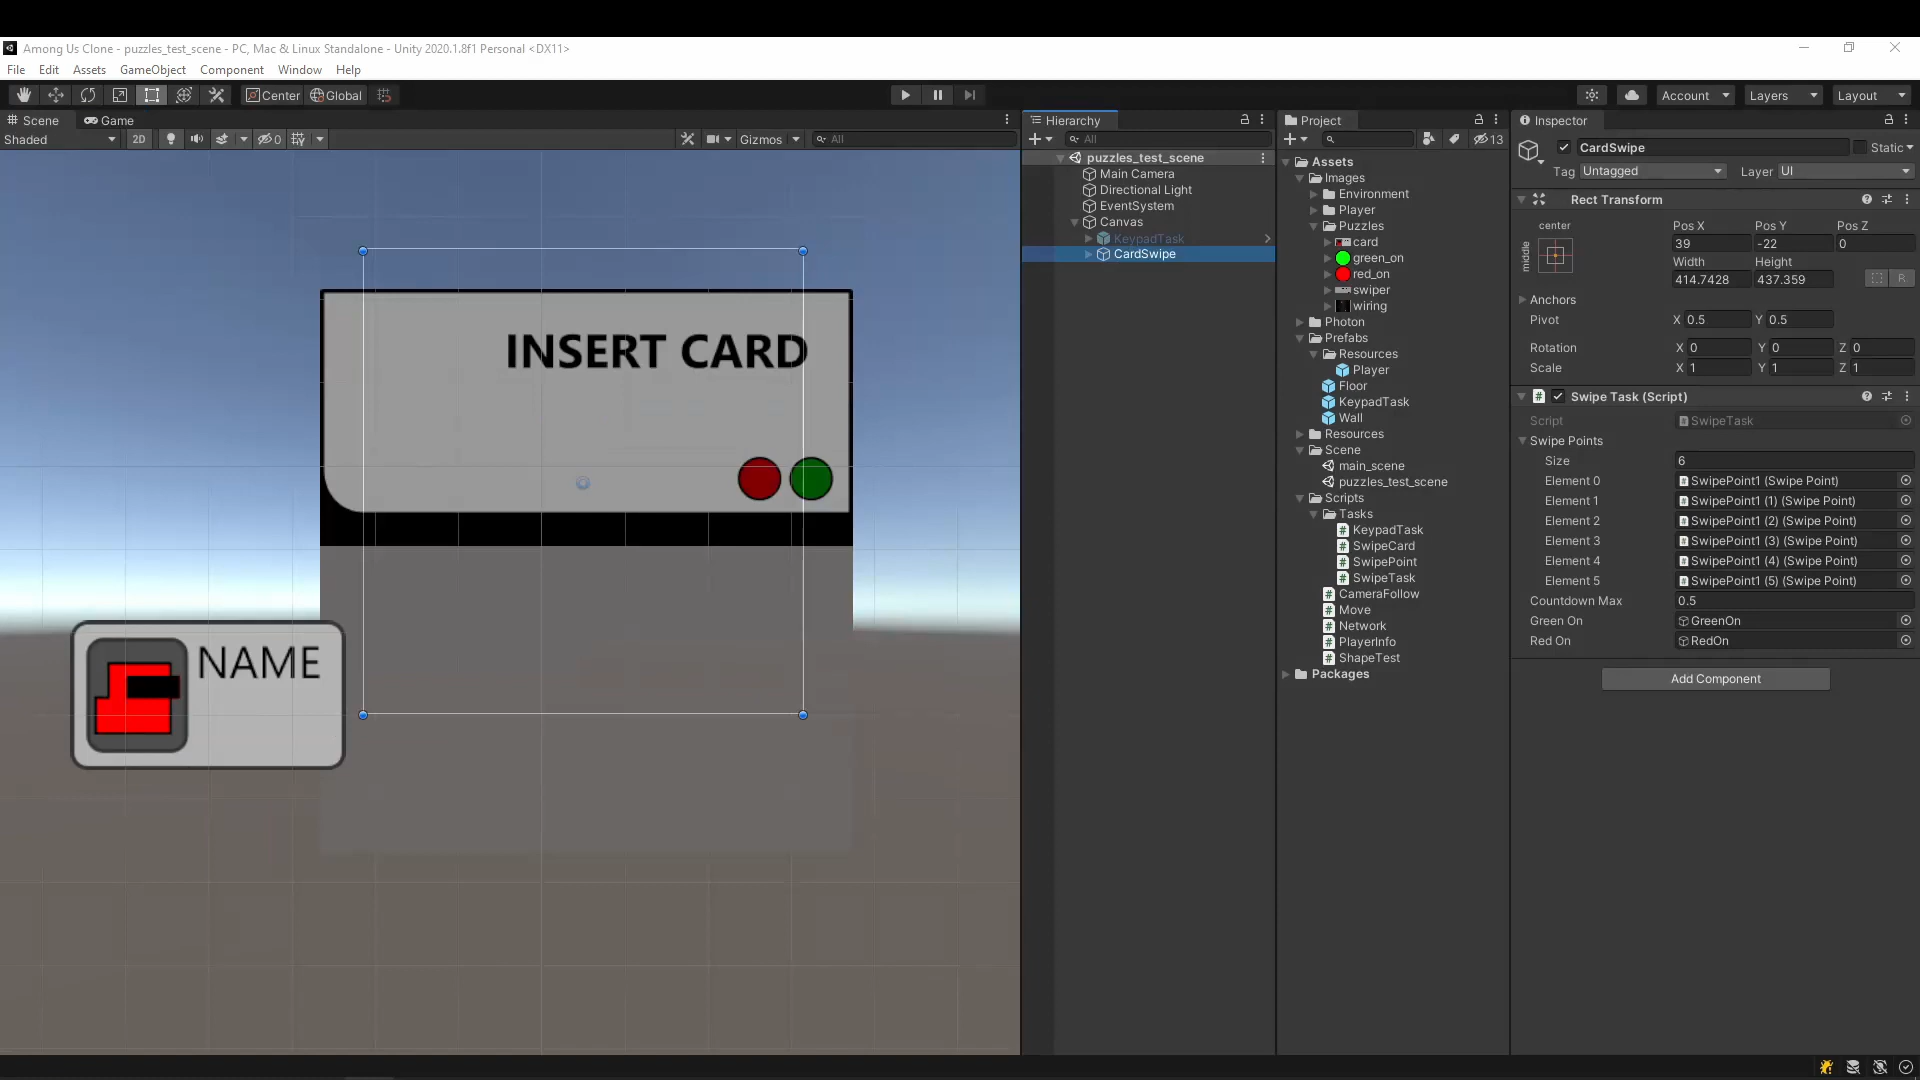 Among Us Clone - puzzles_test_scene - PC, Mac & Linux Standalone - Unity 2020.1.8f1 Personal <DX11>
File Edit Assets GameObject Component Window Help
Center Global Account Layers Layout
Scene Game
Shaded 2D 0 Gizmos All
INSERT CARD
NAME
Hierarchy
All
puzzles_test_scene
Main Camera
Directional Light
EventSystem
Canvas
KeypadTask
CardSwipe
Project
13
Assets
Images
Environment
Player
Puzzles
card
green_on
red_on
swiper
wiring
Photon
Prefabs
Resources
Player
Floor
KeypadTask
Wall
Resources
Scene
main_scene
puzzles_test_scene
Scripts
Tasks
KeypadTask
SwipeCard
SwipePoint
SwipeTask
CameraFollow
Move
Network
PlayerInfo
ShapeTest
Packages
Inspector
CardSwipe Static
Tag Untagged Layer UI
Rect Transform
center Pos X Pos Y Pos Z
middle 39 -22 0
Width Height
414.7428 437.359 R
Anchors
Pivot X 0.5 Y 0.5
Rotation X 0 Y 0 Z 0
Scale X 1 Y 1 Z 1
# Swipe Task (Script)
Script SwipeTask
Swipe Points
Size 6
Element 0 SwipePoint1 (Swipe Point)
Element 1 SwipePoint1 (1) (Swipe Point)
Element 2 SwipePoint1 (2) (Swipe Point)
Element 3 SwipePoint1 (3) (Swipe Point)
Element 4 SwipePoint1 (4) (Swipe Point)
Element 5 SwipePoint1 (5) (Swipe Point)
Countdown Max 0.5
Green On GreenOn
Red On RedOn
Add Component